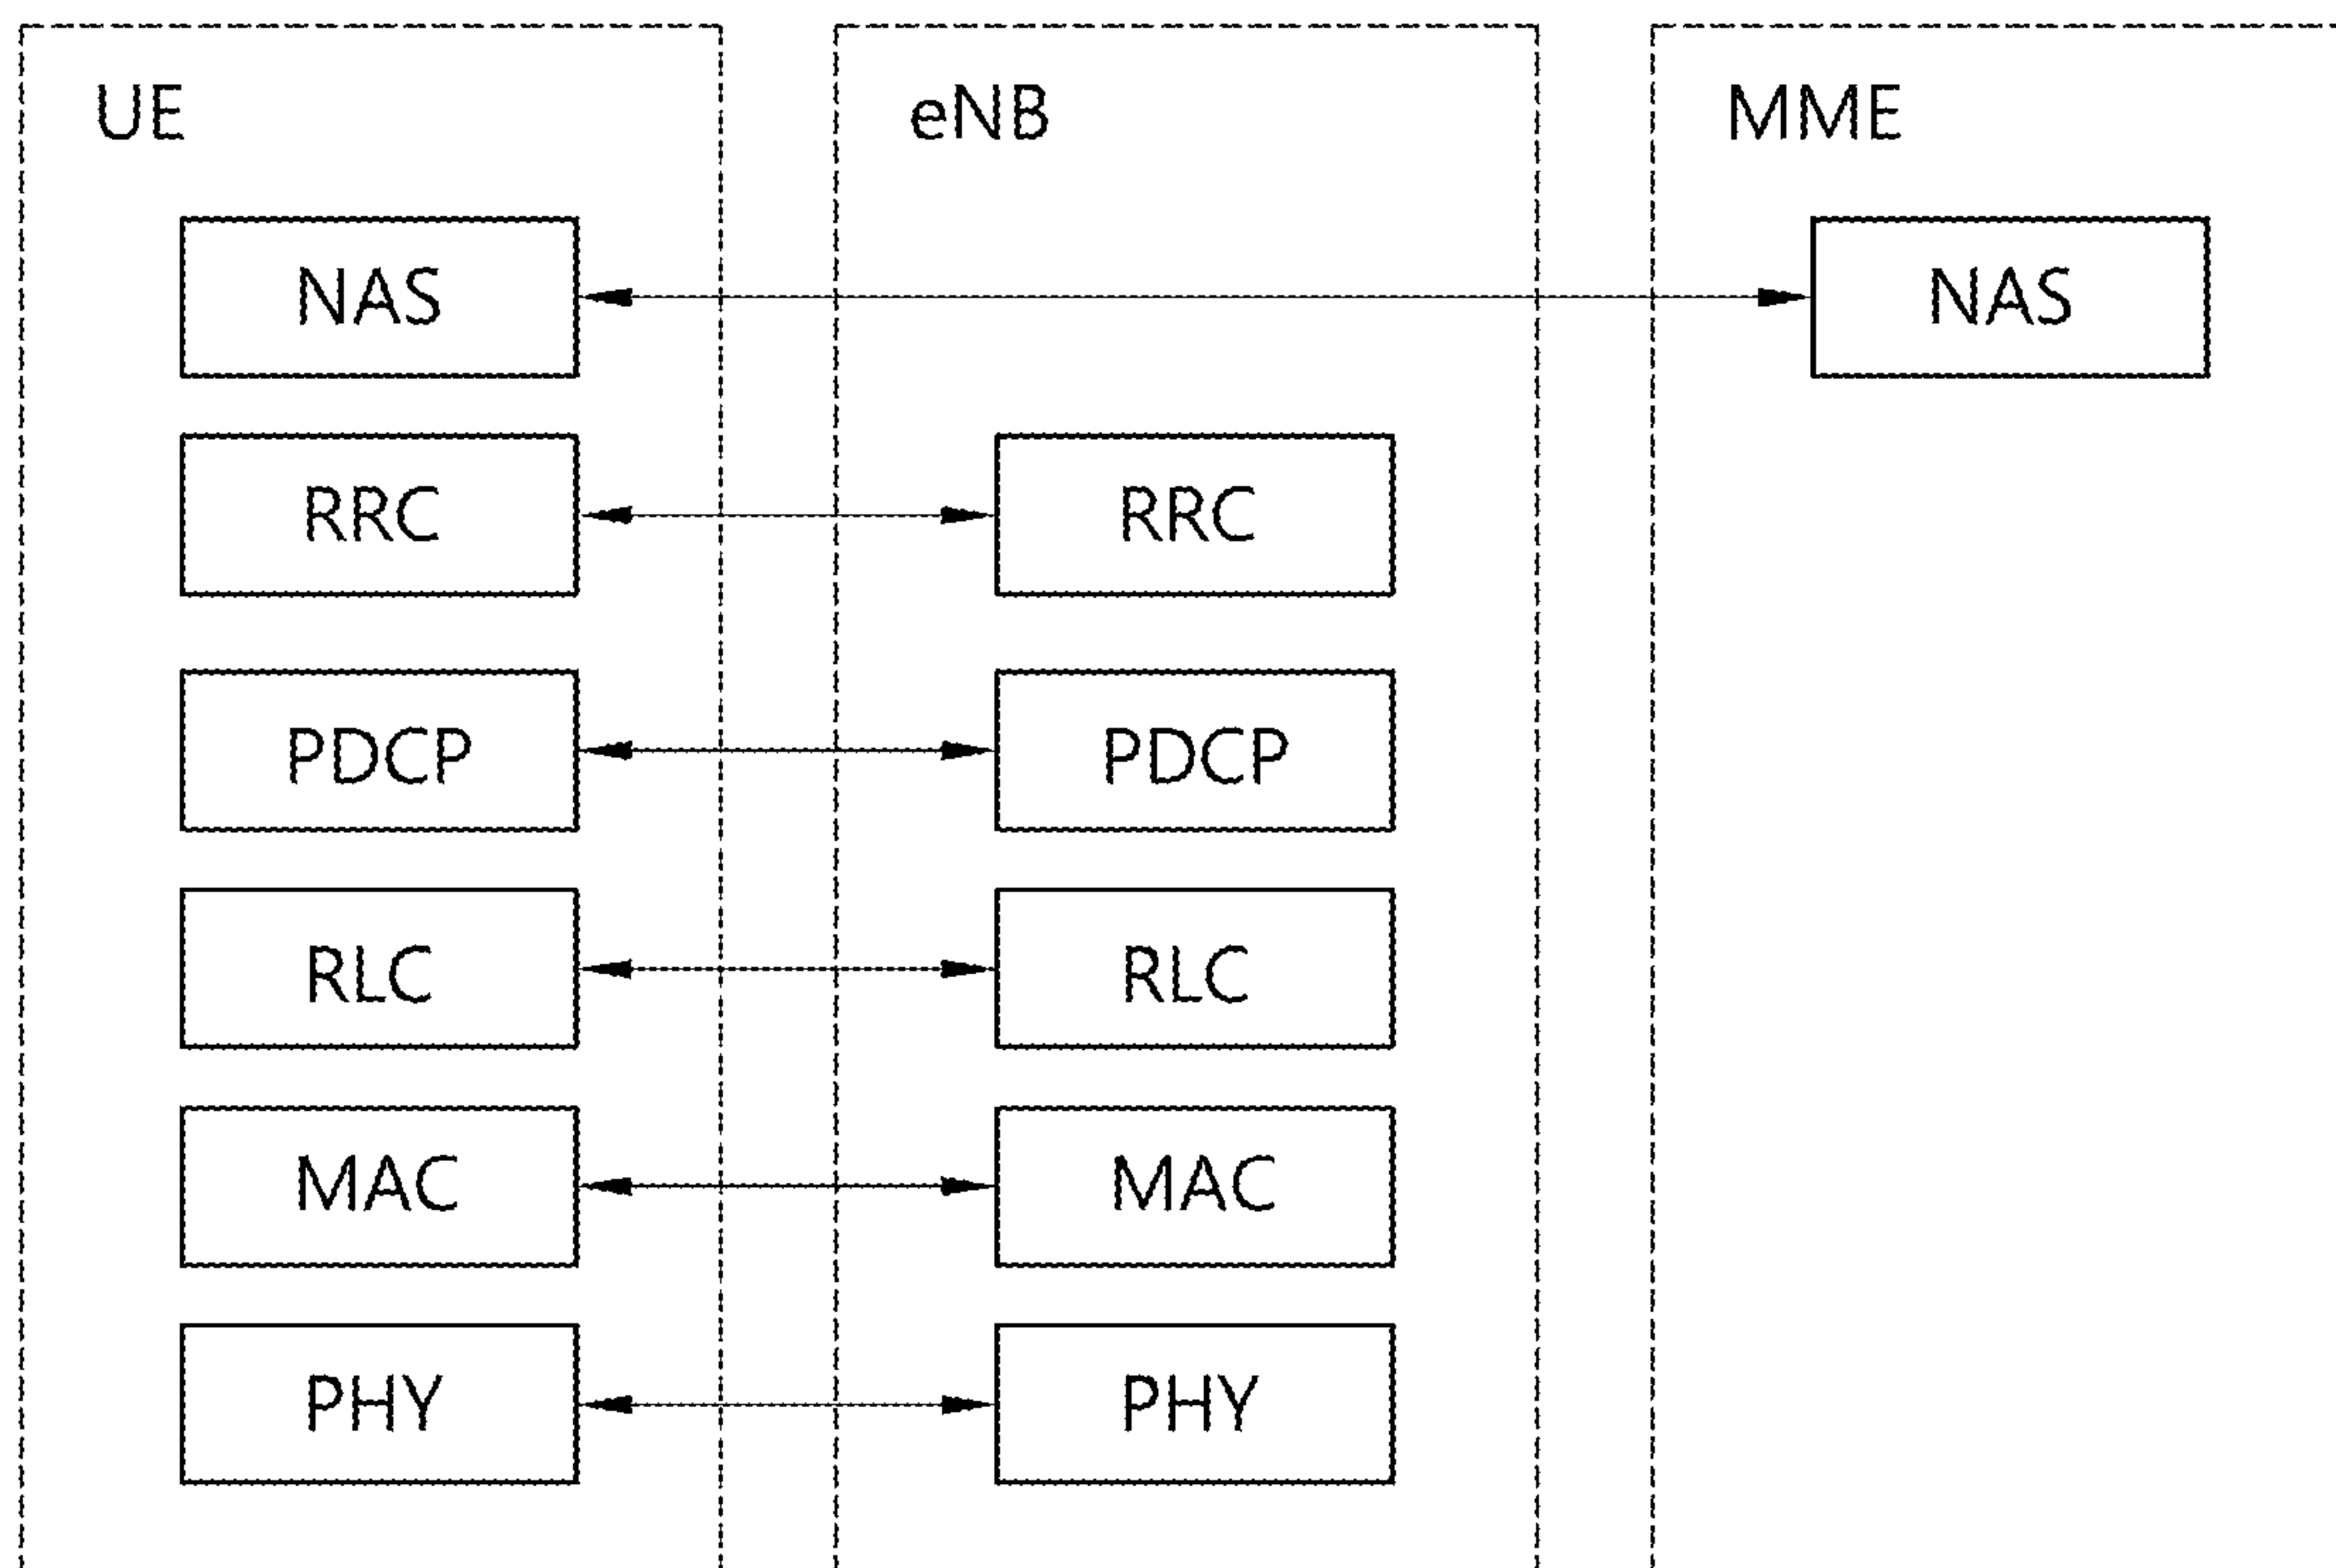 UE eNB MME
NAS NAS
RRC RRC
PDCP PDCP
RLC RLC
MAC MAC
PHY PHY